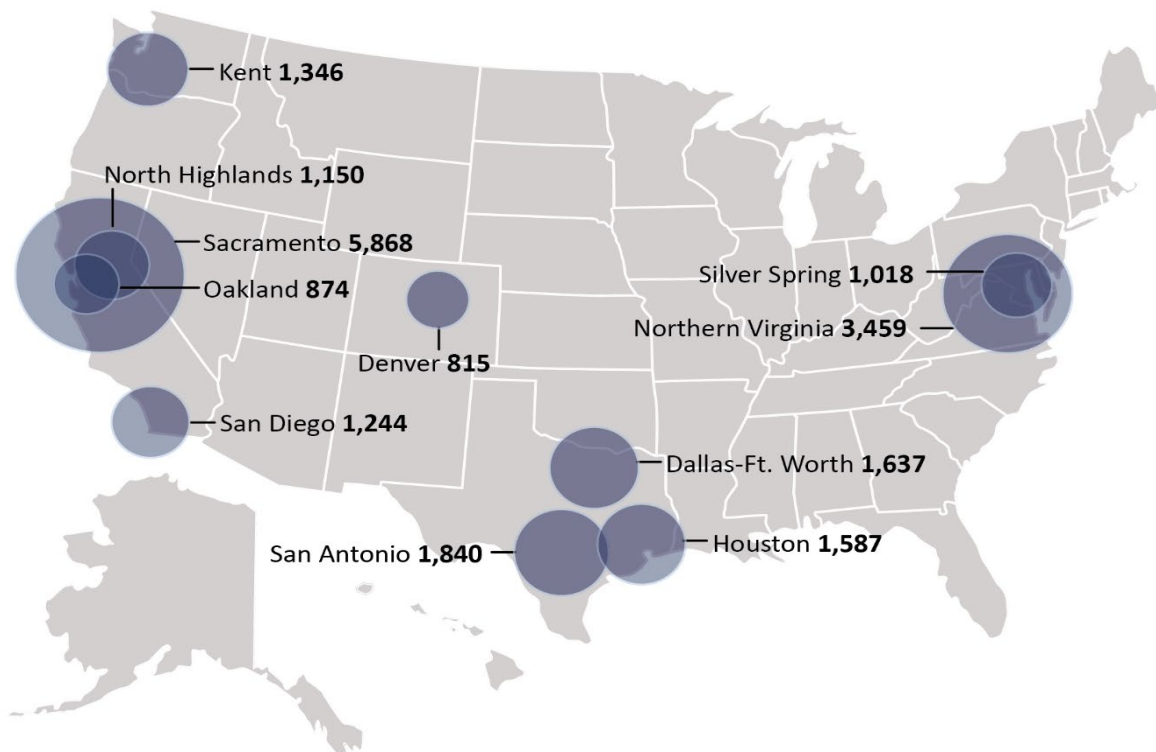 Kent 1,346
North Highlands 1,150
Sacramento 5,868
Oakland 874
Silver Spring 1,018
Northern Virginia 3,459
Denver 815
San Diego 1,244
Dallas-Ft. Worth 1,637
San Antonio 1,840
Houston 1,587